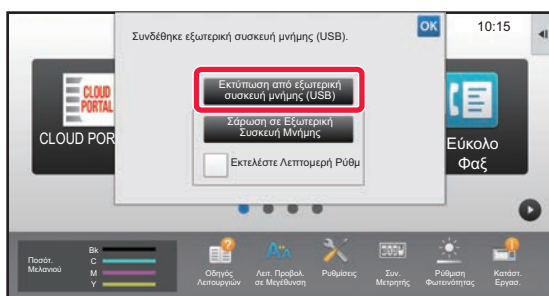 Συνδέθηκε εξωτερική συσκευή μνήμης (USB).
OK
10:15
Εκτύπωση από εξωτερική
συσκευή μνήμης (USB)
Σάρωση σε Εξωτερική
Συσκευή Μνήμης
Εκτελέστε Λεπτομερή Ρύθμ
CLOUD
PORTAL
CLOUD POR
Εύκολο
Φαξ
Ποσότ.
Μελανιού
Bk
C
M
Y
Οδηγός
Λειτουργιών
Λειτ. Προβολ.
σε Μεγέθυνση
Ρυθμίσεις
Συν.
Μετρητής
Ρύθμιση
Φωτεινότητας
Κατάστ.
Εργασ.